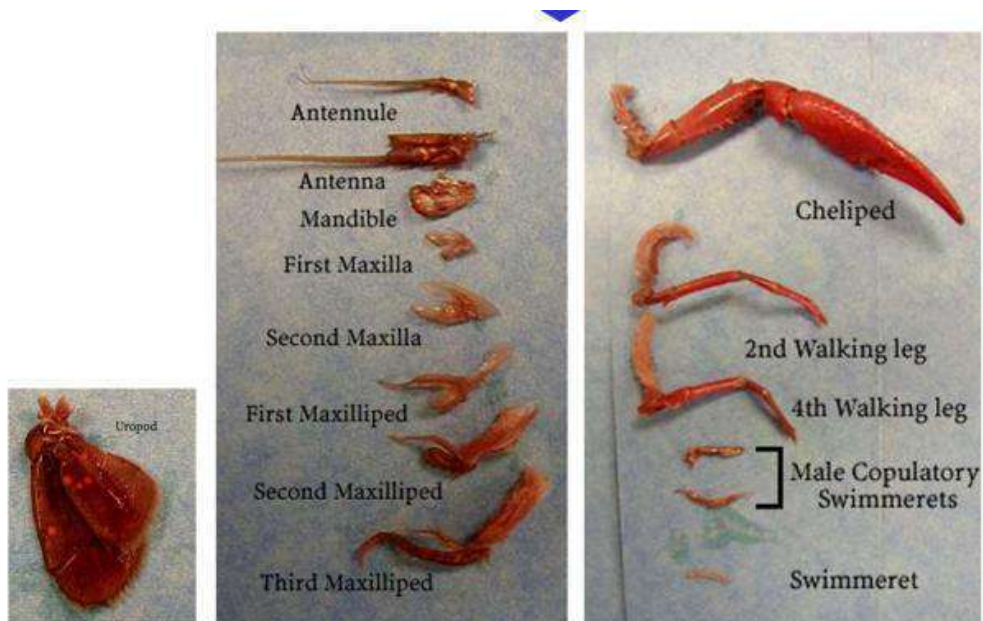 Uropod
Antennule
Antenna
Mandible
First Maxilla
Second Maxilla
First Maxilliped
Second Maxilliped
Third Maxilliped
Cheliped
2nd Walking leg
4th Walking leg
Male Copulatory
Swimmerets
Swimmeret